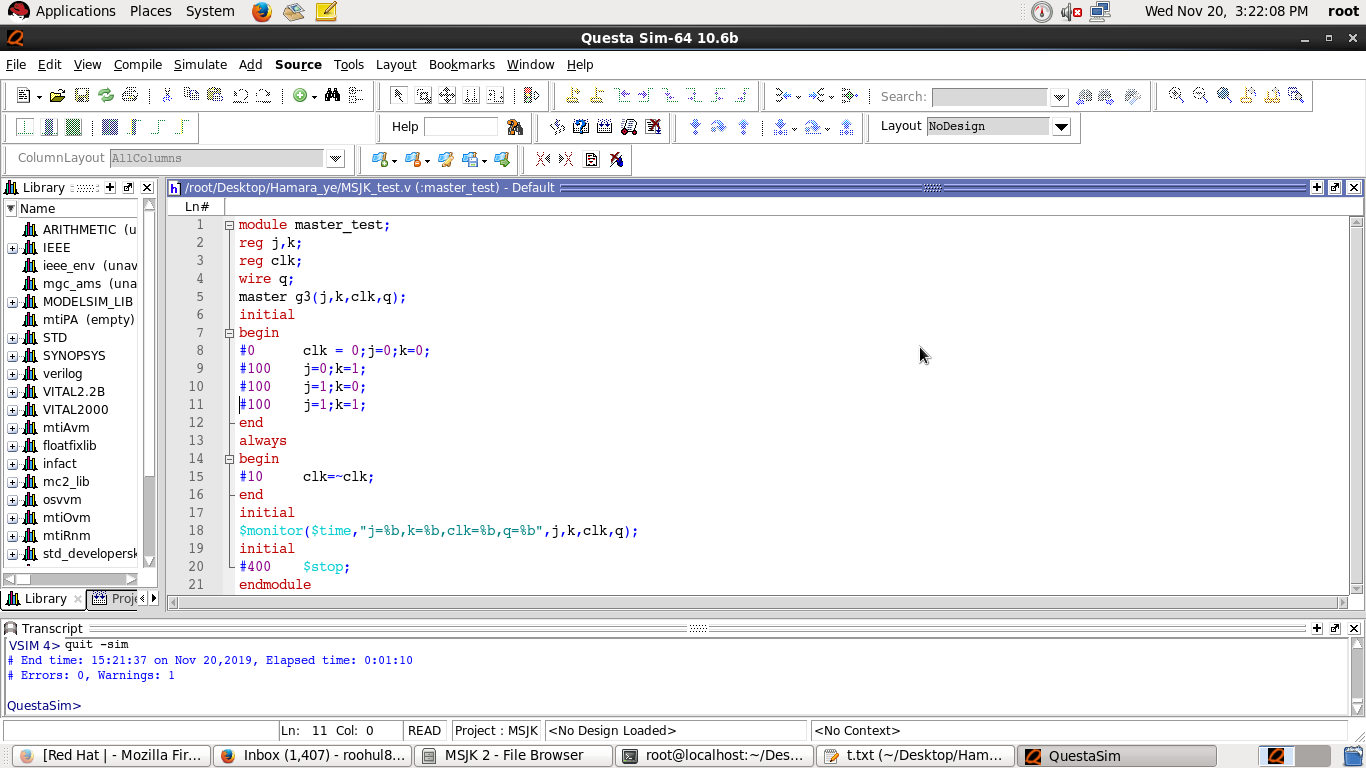 Applications Places System Wed Nov 20, 3:22:08 PM root
Questa Sim-64 10.6b
File Edit View Compile Simulate Add Source Tools Layout Bookmarks Window Help
Search:
Help Layout NoDesign
ColumnLayout AllColumns
Library
Name
ARITHMETIC (u
IEEE
ieee_env (unav
mgc_ams (una
MODELSIM_LIB
mtiPA (empty)
STD
SYNOPSYS
verilog
VITAL2.2B
VITAL2000
mtiAvm
floatfixlib
infact
mc2_lib
osvvm
mtiOvm
mtiRnm
std_developersk
Library Proje
/root/Desktop/Hamara_ye/MSJK_test.v (:master_test) - Default
Ln#
1 module master_test;
2 reg j,k;
3 reg clk;
4 wire q;
5 master g3(j,k,clk,q);
6 initial
7 begin
8 #0 clk = 0;j=0;k=0;
9 #100 j=0;k=1;
10 #100 j=1;k=0;
11 #100 j=1;k=1;
12 end
13 always
14 begin
15 #10 clk=~clk;
16 end
17 initial
18 $monitor($time,"j=%b,k=%b,clk=%b,q=%b",j,k,clk,q);
19 initial
20 #400 $stop;
21 endmodule
Transcript
VSIM 4> quit -sim
# End time: 15:21:37 on Nov 20,2019, Elapsed time: 0:01:10
# Errors: 0, Warnings: 1
QuestaSim>
Ln: 11 Col: 0 READ Project : MSJK <No Design Loaded> <No Context>
[Red Hat | - Mozilla Fir... Inbox (1,407) - roohul8... MSJK 2 - File Browser root@localhost:~/Des... t.txt (~/Desktop/Ham... QuestaSim